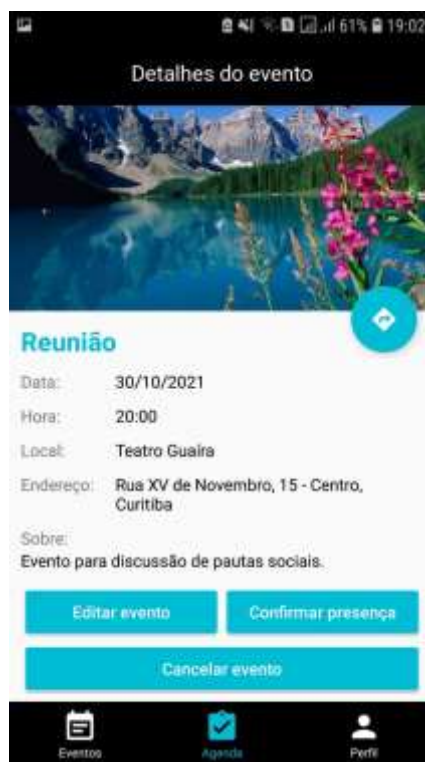 61% 19:02
Detalhes do evento
Reunião
Data: 30/10/2021
Hora: 20:00
Local: Teatro Guaíra
Endereço: Rua XV de Novembro, 15 - Centro,
Curitiba
Sobre:
Evento para discussão de pautas sociais.
Editar evento Confirmar presença
Cancelar evento
Eventos Agenda Perfil